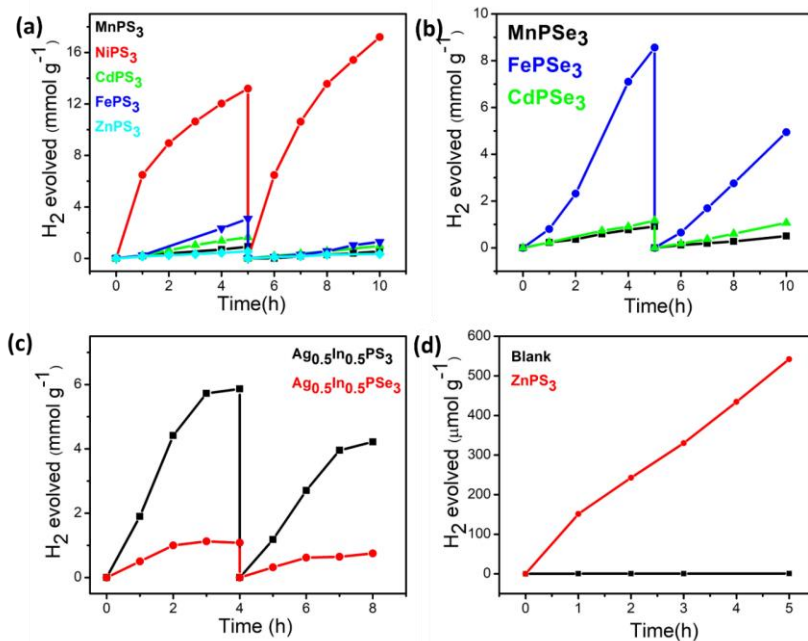 (a)
MnPS3
NiPS3
CdPS3
FePS3
ZnPS3
H2 evolved (mmol g-1)
16
12
8
4
0
0 2 4 6 8 10
Time(h)
(b)
MnPSe3
FePSe3
CdPSe3
H2 evolved (mmol g-1)
10
8
6
4
2
0
0 2 4 6 8 10
Time(h)
(c)
Ag0.5In0.5PS3
Ag0.5In0.5PSe3
H2 evolved (mmol g-1)
6
4
2
0
0 2 4 6 8
Time (h)
(d)
Blank
ZnPS3
H2 evolved (μmol g-1)
600
500
400
300
200
100
0
0 1 2 3 4 5
Time (h)